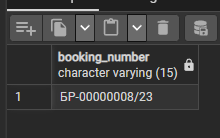 booking_number
character varying (15)
1 БР-00000008/23